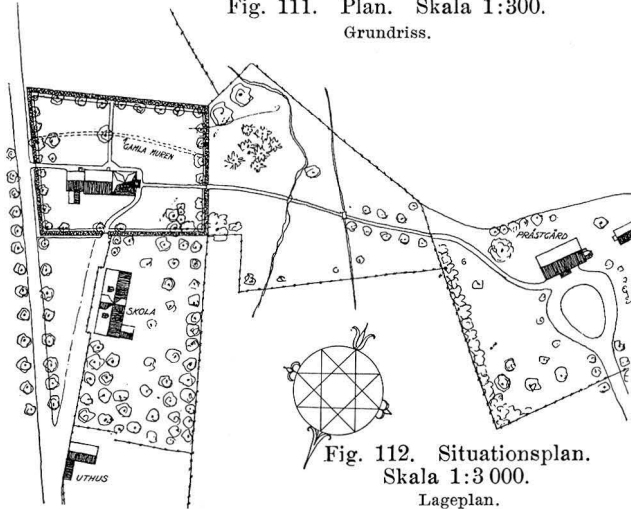 Fig. 111. Plan. Skala 1:300.
Grundriss.
GAMLA MUREN
PRÄSTGÅRD
SKOLA
Fig. 112. Situationsplan.
Skala 1:3 000.
Lageplan.
UTHUS